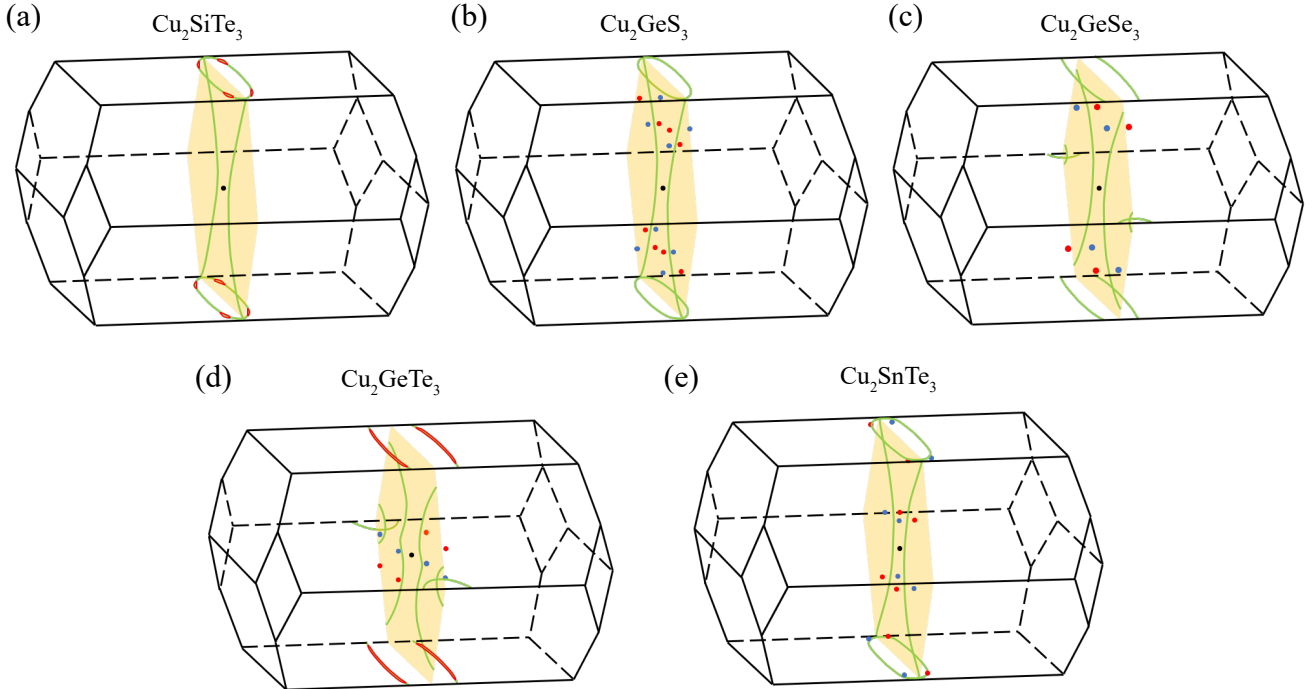 (a) Cu₂SiTe₃
(b) Cu₂GeS₃
(c) Cu₂GeSe₃
(d) Cu₂GeTe₃
(e) Cu₂SnTe₃